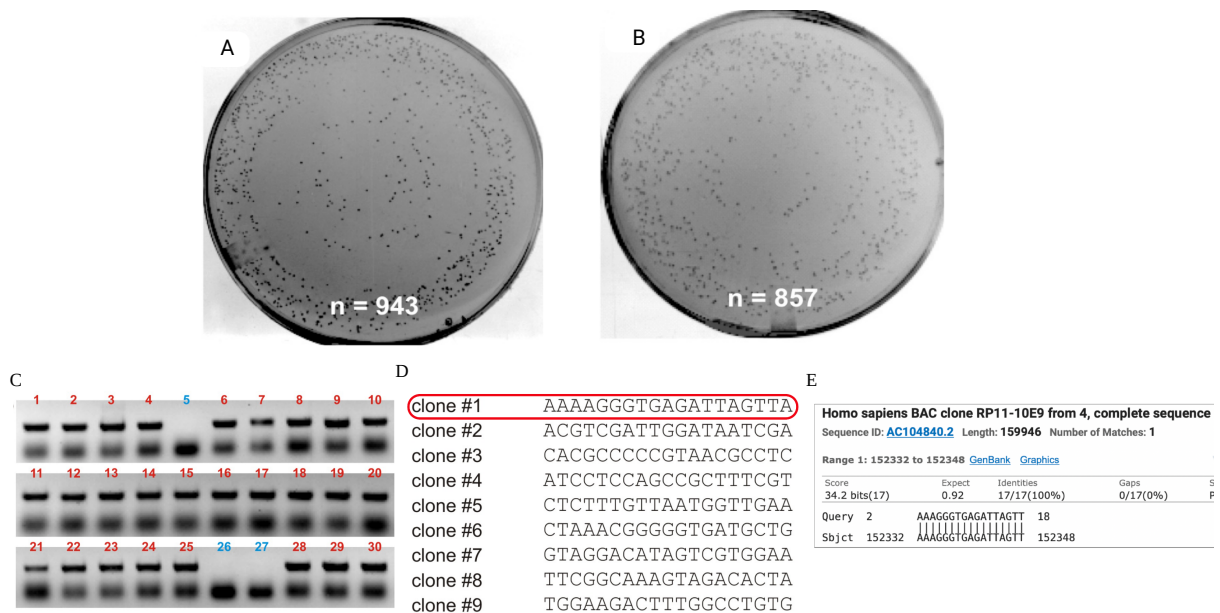 A
B
n = 943
n = 857
C
1 2 3 4 5 6 7 8 9 10
11 12 13 14 15 16 17 18 19 20
21 22 23 24 25 26 27 28 29 30
D
clone #1 AAAAGGGTGAGATTAGTTA
clone #2 ACGTCGATTGGATAATCGA
clone #3 CACGCCCCCGTAACGCCTC
clone #4 ATCCTCCAGCCGCTTTCGT
clone #5 CTCTTTGTTAATGGTTGAA
clone #6 CTAAACGGGGGTGATGCTG
clone #7 GTAGGACATAGTCGTGGAA
clone #8 TTCGGCAAAGTAGACACTA
clone #9 TGGAAGACTTTGGCCTGTG
E
Homo sapiens BAC clone RP11-10E9 from 4, complete sequence
Sequence ID: AC104840.2 Length: 159946 Number of Matches: 1
Range 1: 152332 to 152348 GenBank Graphics
Score Expect Identities Gaps S
34.2 bits(17) 0.92 17/17(100%) 0/17(0%) P
Query 2 AAAGGGTGAGATTAGTT 18
Sbjct 152332 AAAGGGTGAGATTAGTT 152348